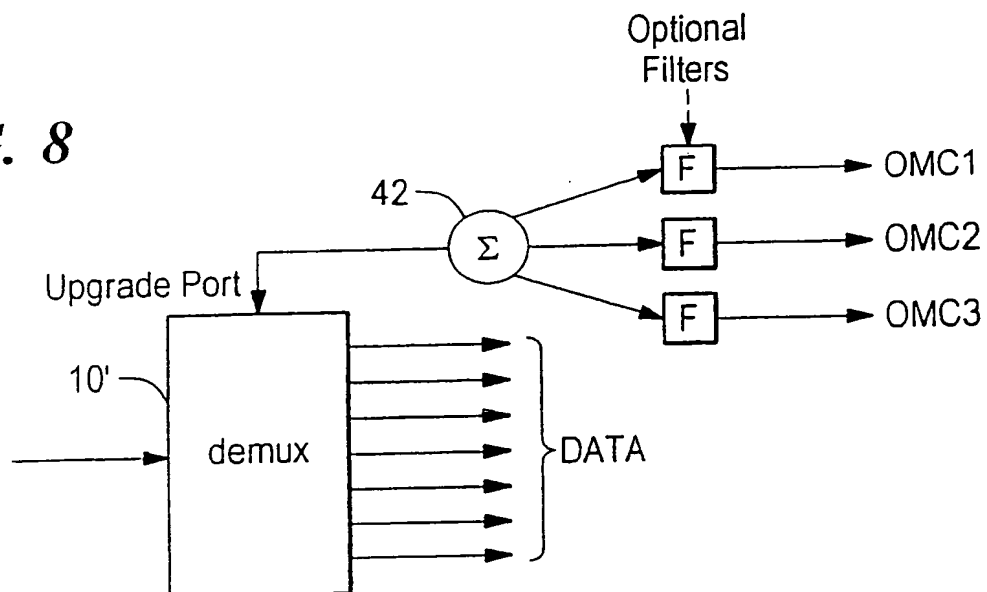 Optional
Filters
8
F
OMC1
42
Σ
F
OMC2
Upgrade Port
F
OMC3
10'
demux
DATA